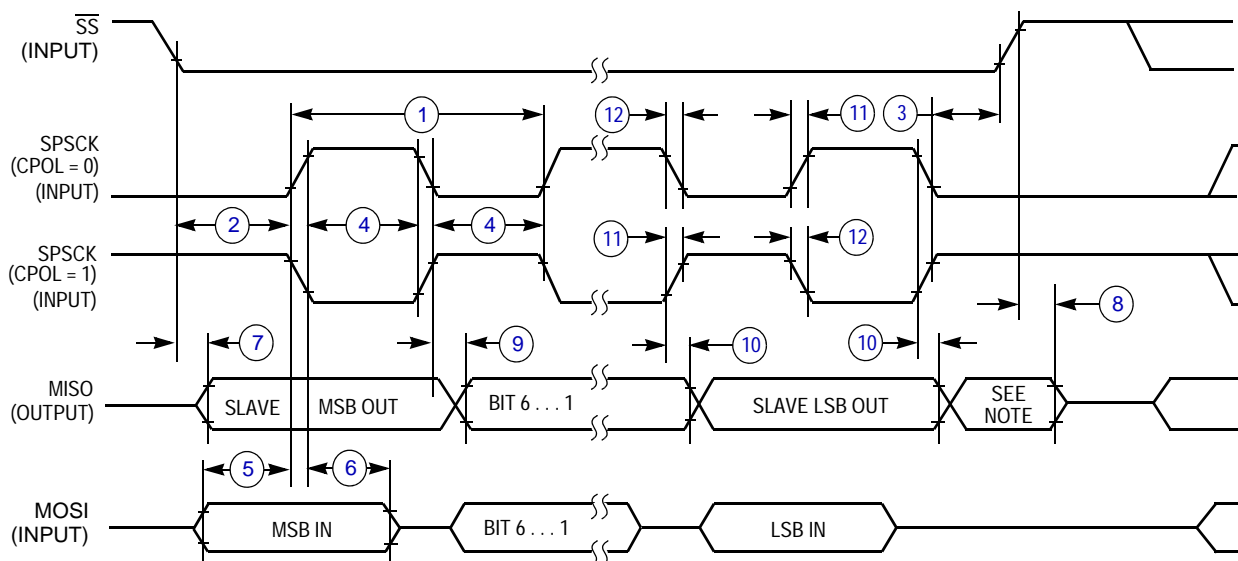 SS
(INPUT)
1
12
11
3
SPSCK
(CPOL = 0)
(INPUT)
2
4
4
11
12
SPSCK
(CPOL = 1)
(INPUT)
8
7
9
10
10
MISO
(OUTPUT)
SLAVE
MSB OUT
BIT 6 . . . 1
SLAVE LSB OUT
SEE
NOTE
5
6
MOSI
(INPUT)
MSB IN
BIT 6 . . . 1
LSB IN